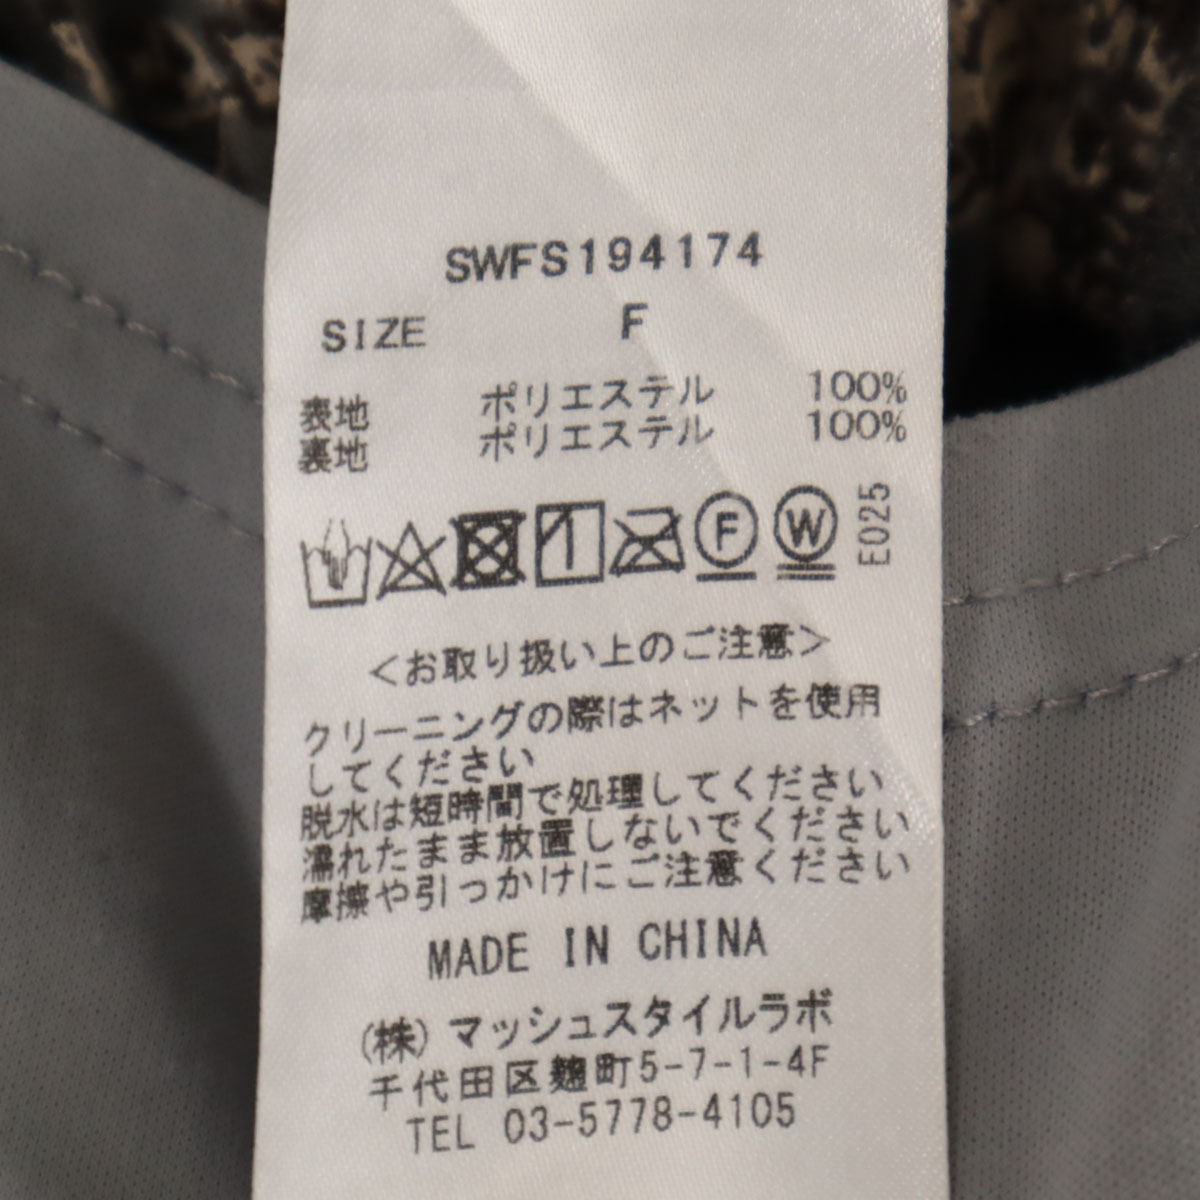 SWFS194174
SIZE F
表地 ポリエステル 100%
裏地 ポリエステル 100%
F W E025
<お取り扱い上のご注意>
クリーニングの際はネットを使用
してください
脱水は短時間で処理してください
濡れたまま放置しないでください
摩擦や引っかけにご注意ください
MADE IN CHINA
(株) マッシュスタイルラボ
千代田区麹町5-7-1-4F
TEL 03-5778-4105